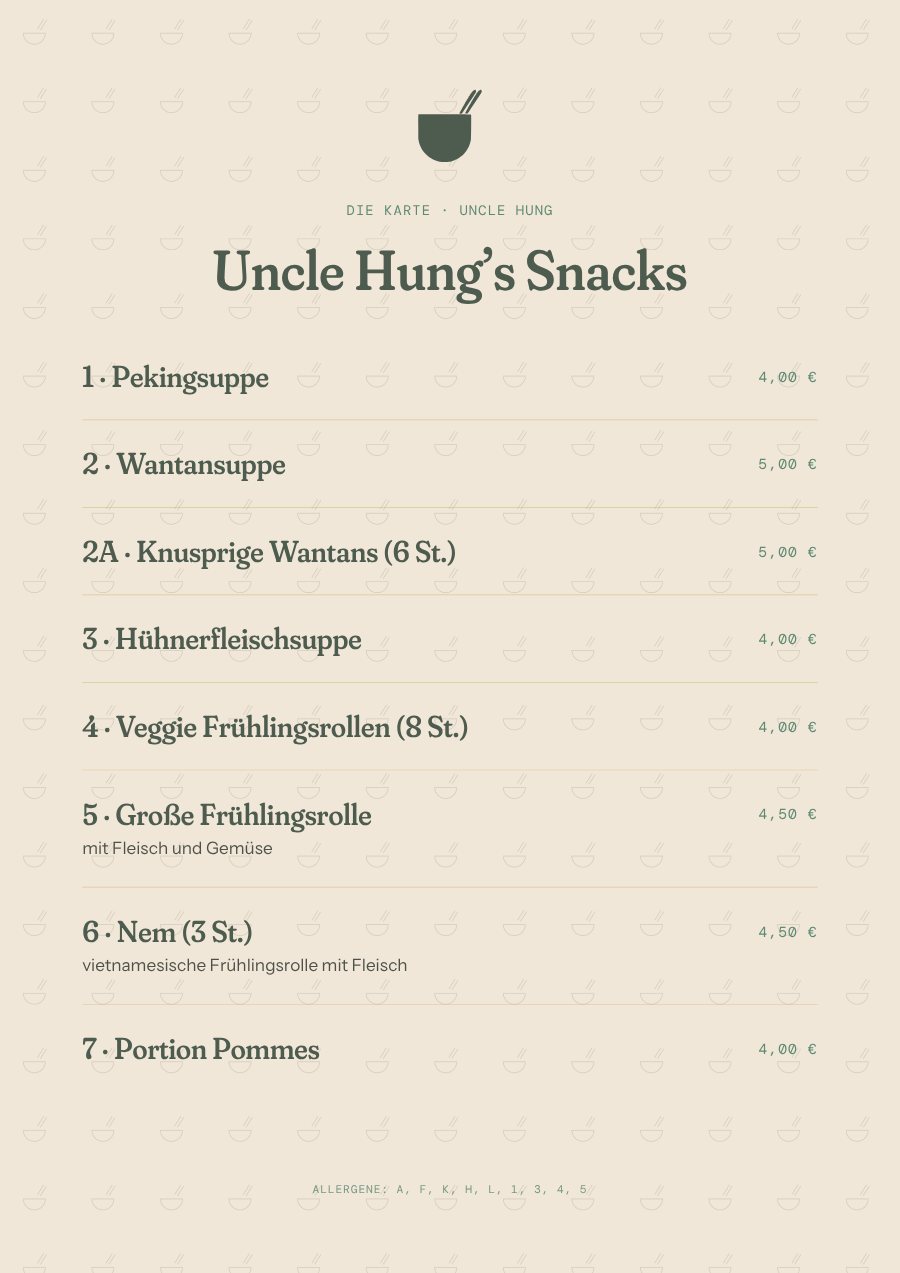 DIE KARTE · UNCLE HUNG
Uncle Hung’s Snacks
1 · Pekingsuppe 4,00 €
2 · Wantansuppe 5,00 €
2A · Knusprige Wantans (6 St.) 5,00 €
3 · Hühnerfleischsuppe 4,00 €
4 · Veggie Frühlingsrollen (8 St.) 4,00 €
5 · Große Frühlingsrolle 4,50 €
mit Fleisch und Gemüse
6 · Nem (3 St.) 4,50 €
vietnamesische Frühlingsrolle mit Fleisch
7 · Portion Pommes 4,00 €
ALLERGENE: A, F, K, H, L, 1, 3, 4, 5